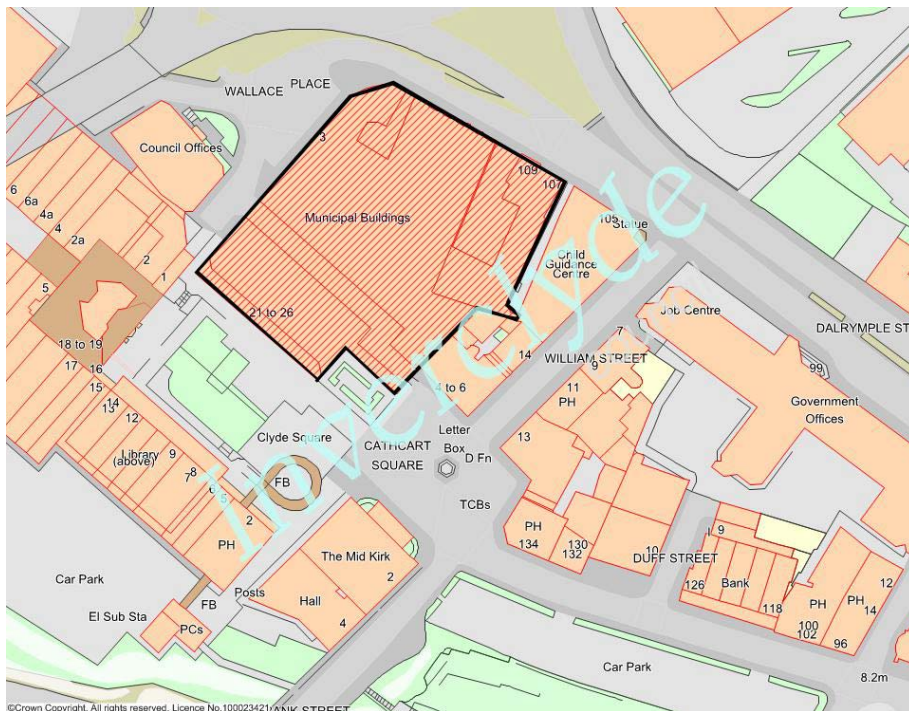 WALLACE PLACE
Council Offices
3
109
107
Municipal Buildings
105
Statue
Child
Guidance
Centre
6
6a
4a
4
2a
2
1
5
21 to 26
18 to 19
17
16
15
14
13
12
Library
(above)
9
8
7
6
5
2
PH
Clyde Square
FB
CATHCART
SQUARE
4 to 6
14
WILLIAM STREET
Job Centre
7
9
11
PH
13
DALRYMPLE ST
99
Government
Offices
Letter
Box
D Fn
TCBs
PH
134
130
132
10
DUFF STREET
9
126
Bank
118
PH
100
102
PH
12
14
96
8.2m
The Mid Kirk
2
Hall
4
Car Park
El Sub Sta
FB
Posts
PCs
Car Park
Inverclyde
©Crown Copyright. All rights reserved. Licence No.100023421
ANK STREET